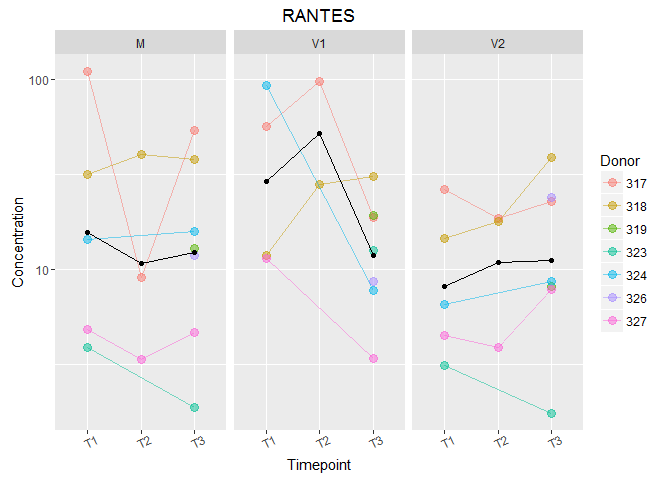 RANTES
M V1 V2
100
10
Concentration
T1 T2 T3 T1 T2 T3 T1 T2 T3
Timepoint
Donor
317
318
319
323
324
326
327